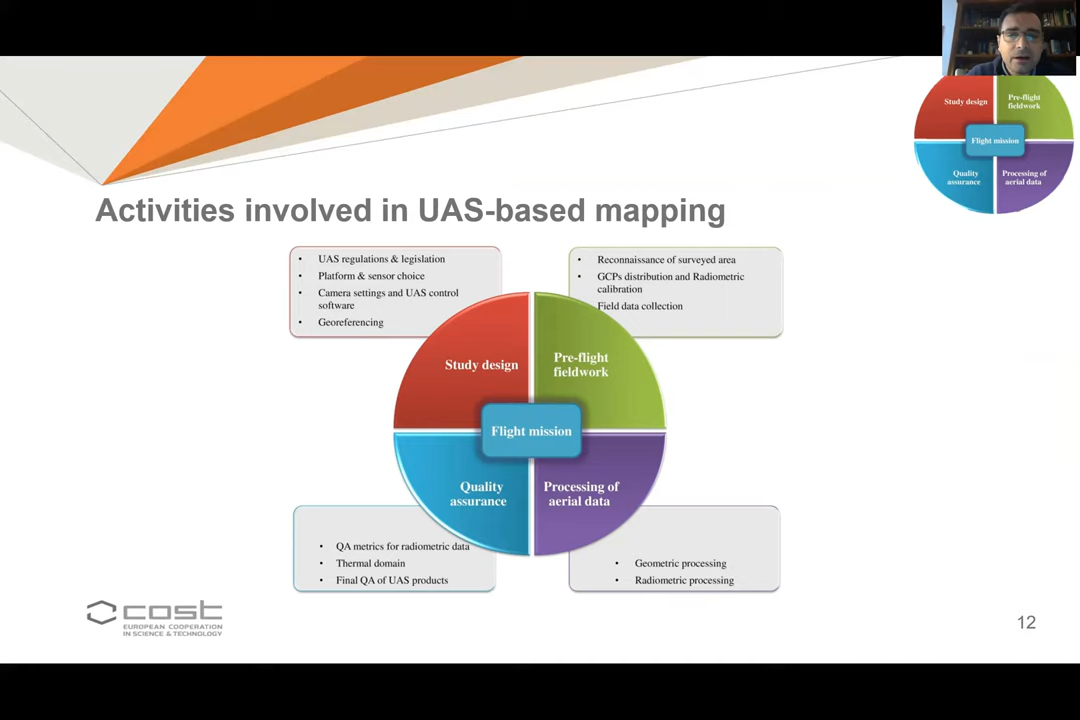 Study design
Pre-flight
fieldwork
Flight mission
Quality
assurance
Processing of
aerial data
Activities involved in UAS-based mapping
• UAS regulations & legislation
• Platform & sensor choice
• Camera settings and UAS control
software
• Georeferencing
• Reconnaissance of surveyed area
• GCPs distribution and Radiometric
calibration
Field data collection
Study design
Pre-flight
fieldwork
Flight mission
Quality
assurance
Processing of
aerial data
• QA metrics for radiometric data
• Thermal domain
• Final QA of UAS products
• Geometric processing
• Radiometric processing
cost
EUROPEAN COOPERATION
IN SCIENCE & TECHNOLOGY
12